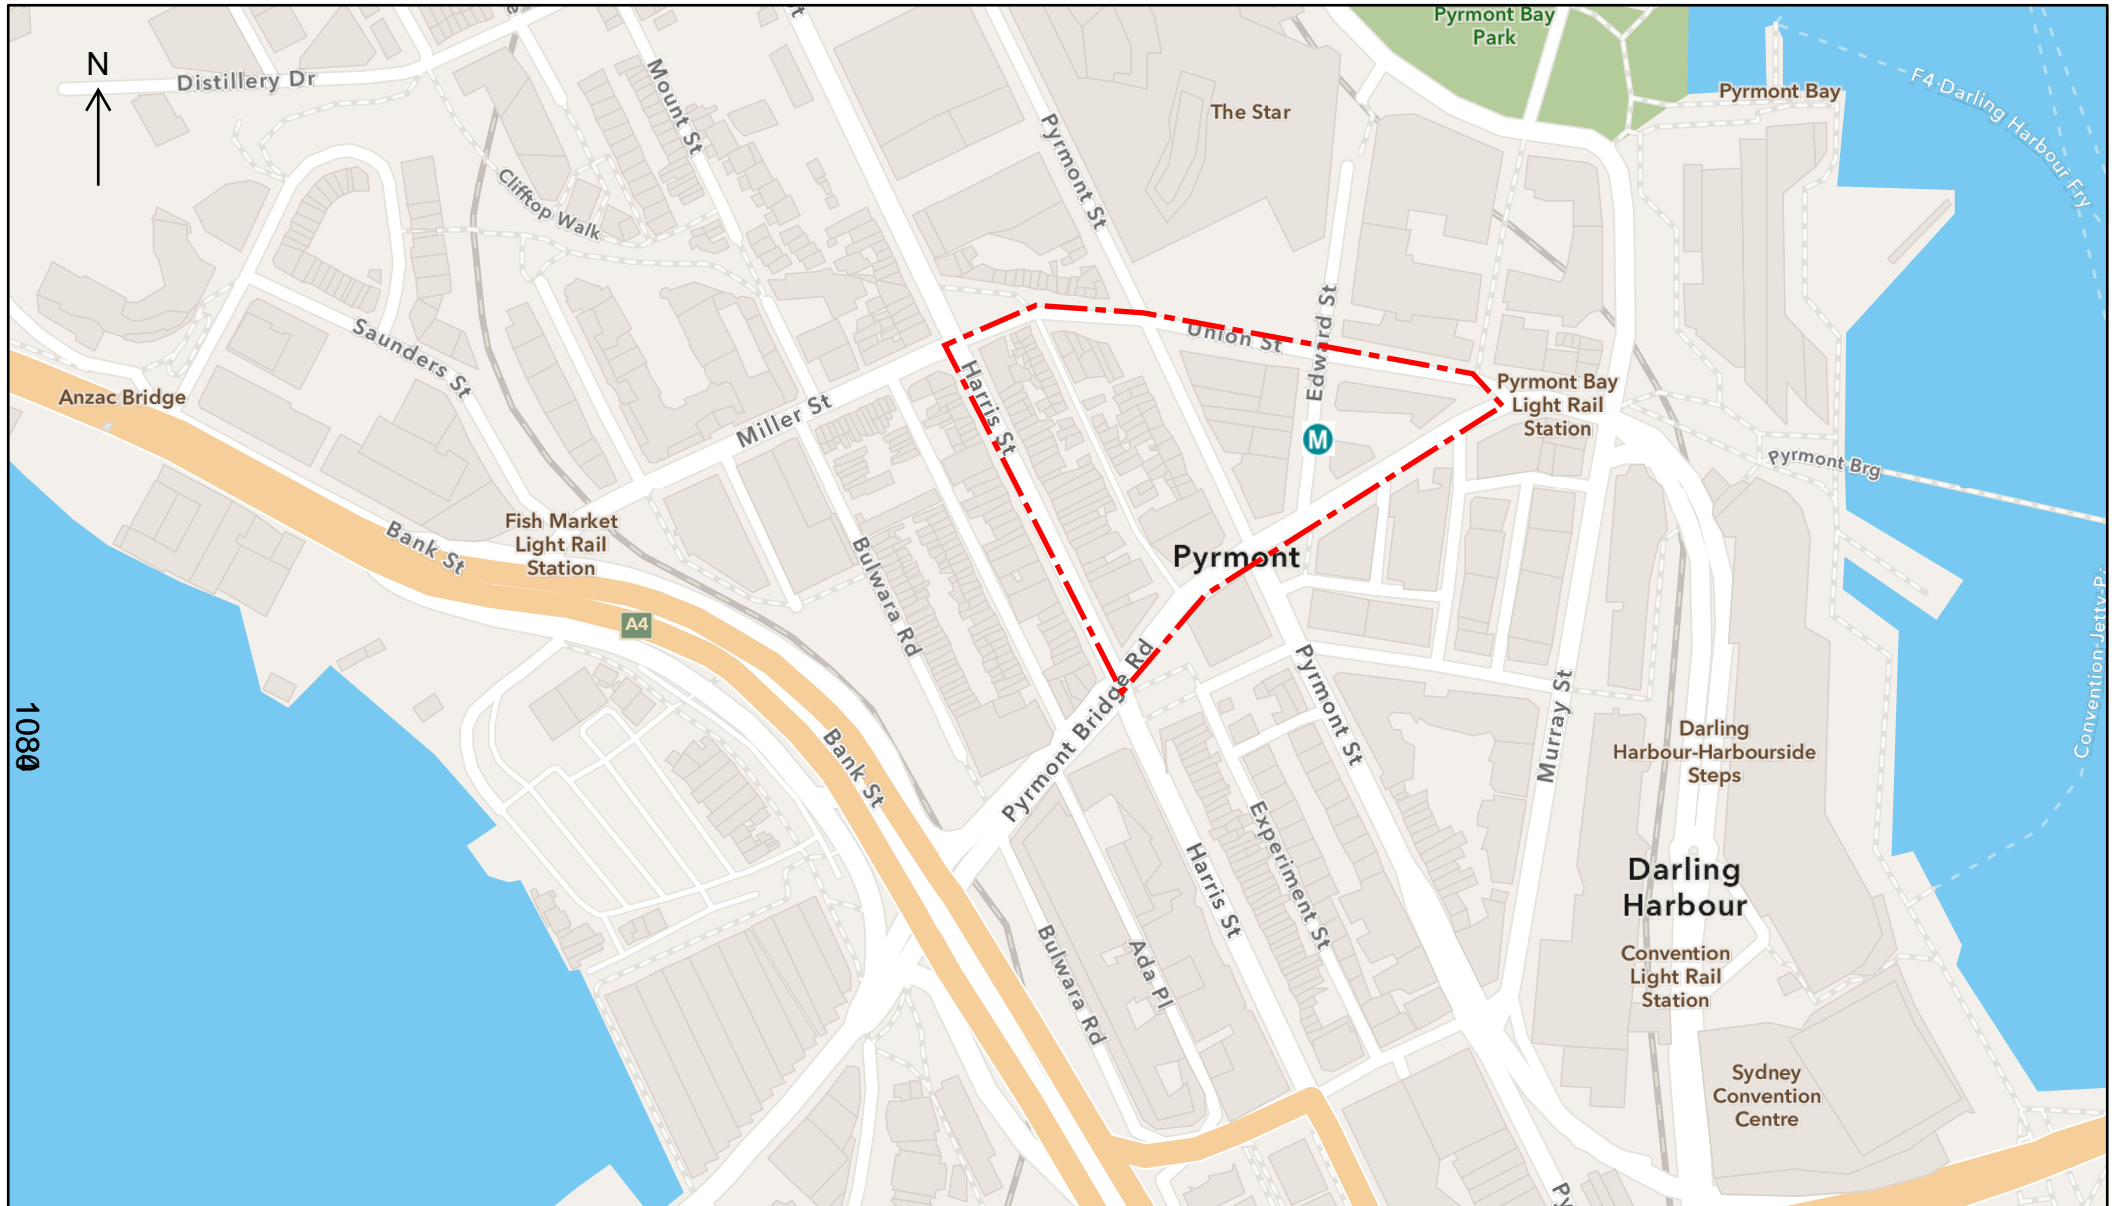 Pyrmont Bay
Park
N
Distillery Dr
Mount St
The Star
Pyrmont St
Pyrmont Bay
F4 Darling Harbour Fry
Clifftop Walk
Saunders St
Anzac Bridge
Union St
Edward St
Harris St
Miller St
Pyrmont Bay
Light Rail
Station
M
Pyrmont Brg
Fish Market
Light Rail
Station
Bank St
Bulwara Rd
Pyrmont
A4
Pyrmont Bridge Rd
Pyrmont St
Murray St
Convention Jetty-P
Darling
Harbour-Harbourside
Steps
Bank St
Experiment St
Harris St
Darling
Harbour
Bulwara Rd
Ada Pl
Convention
Light Rail
Station
Sydney
Convention
Centre
Py